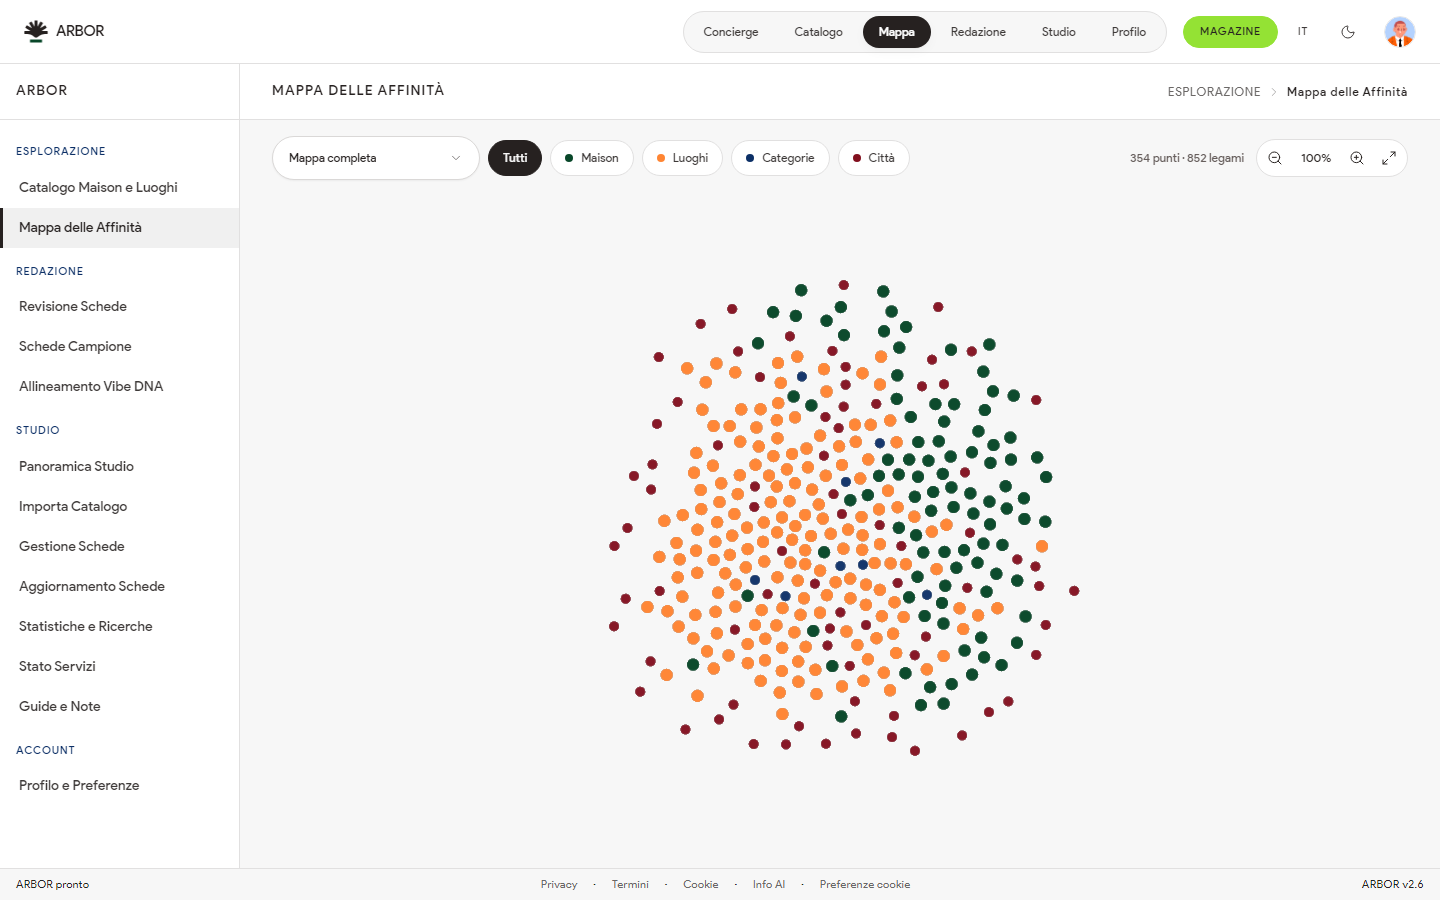 ARBOR
Concierge
Catalogo
Mappa
Redazione
Studio
Profilo
MAGAZINE
IT
ARBOR
MAPPA DELLE AFFINITÀ
ESPLORAZIONE > Mappa delle Affinità
ESPLORAZIONE
Catalogo Maison e Luoghi
Mappa delle Affinità
REDAZIONE
Revisione Schede
Schede Campione
Allineamento Vibe DNA
STUDIO
Panoramica Studio
Importa Catalogo
Gestione Schede
Aggiornamento Schede
Statistiche e Ricerche
Stato Servizi
Guide e Note
ACCOUNT
Profilo e Preferenze
Mappa completa
Tutti
Maison
Luoghi
Categorie
Città
354 punti · 852 legami
100%
ARBOR pronto
Privacy · Termini · Cookie · Info AI · Preferenze cookie
ARBOR v2.6